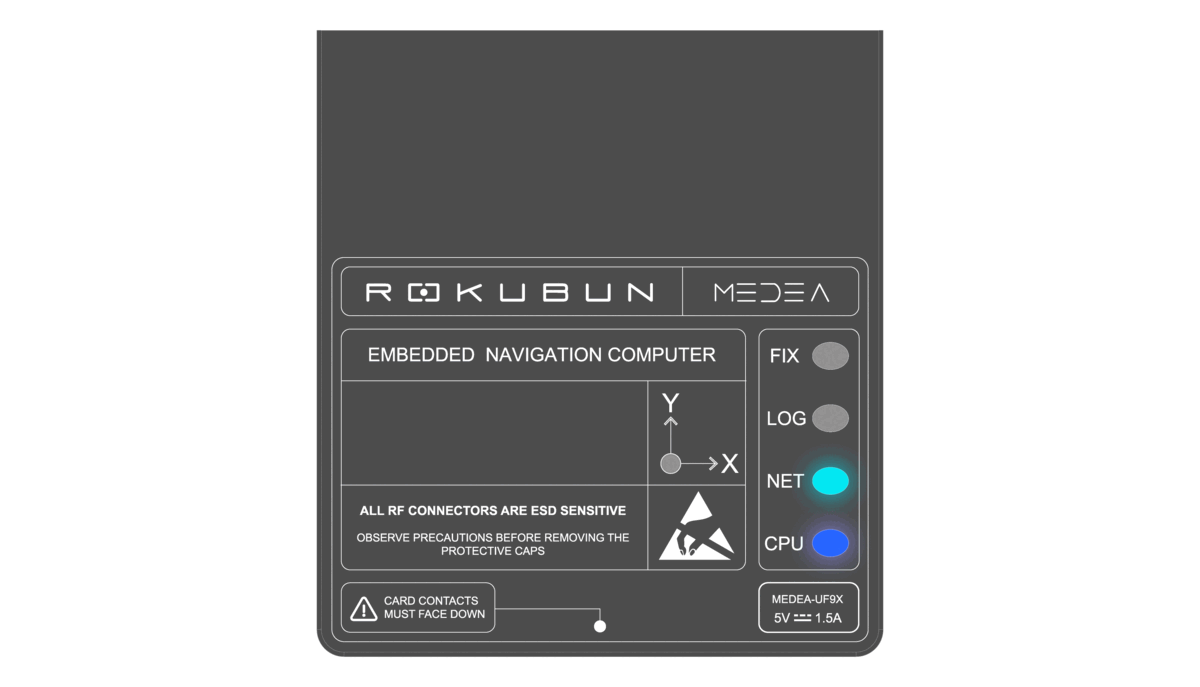 ROKUBUN
MEDEA
EMBEDDED NAVIGATION COMPUTER
FIX
LOG
NET
CPU
Y
X
ALL RF CONNECTORS ARE ESD SENSITIVE
OBSERVE PRECAUTIONS BEFORE REMOVING THE
PROTECTIVE CAPS
CARD CONTACTS
MUST FACE DOWN
MEDEA-UF9X
5V ⎓ 1.5A